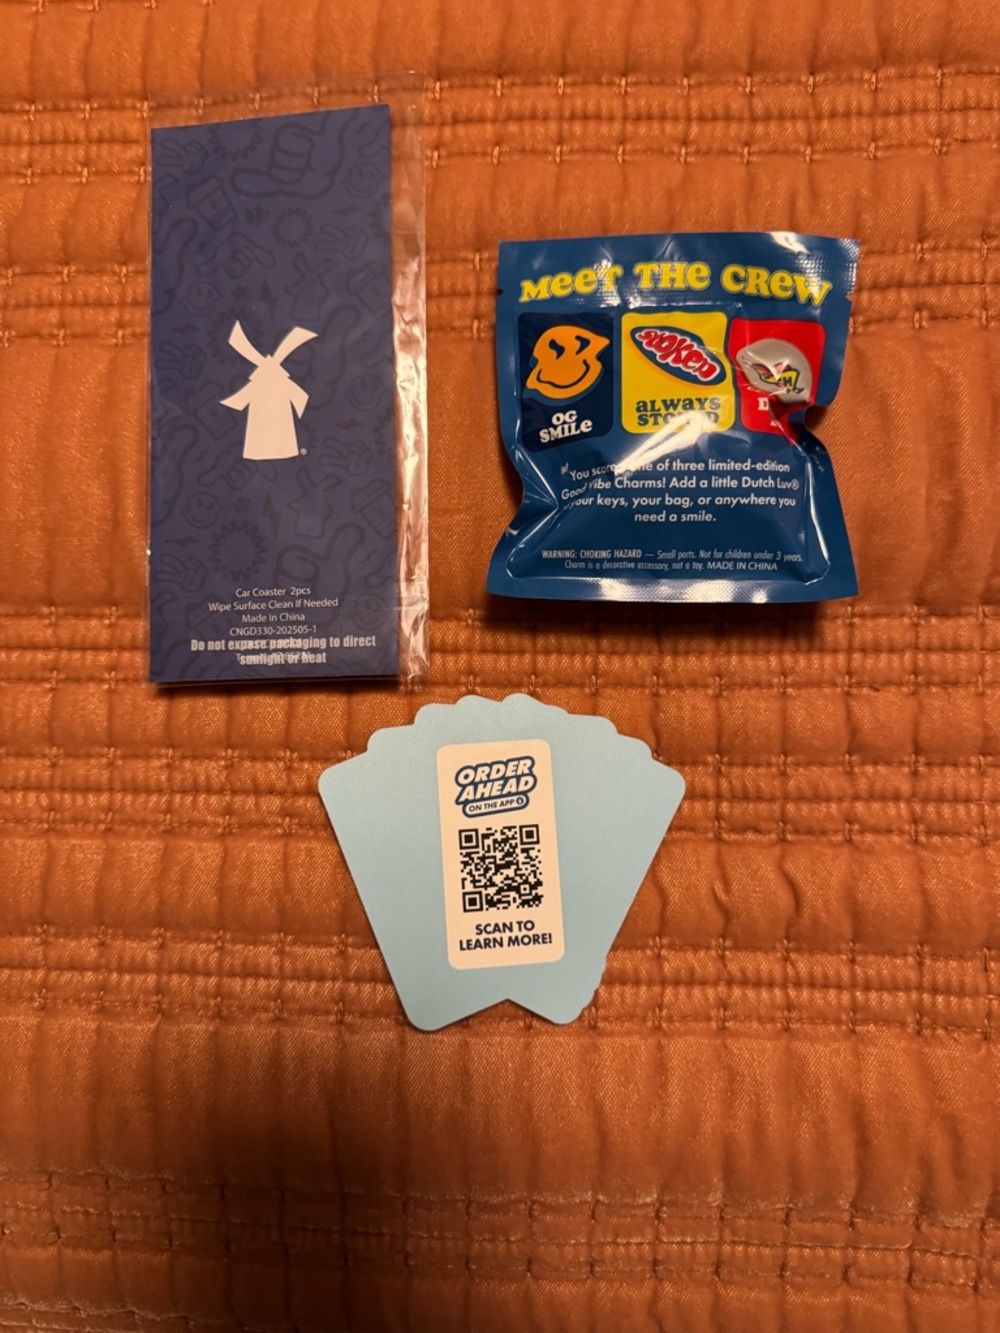 Car Coaster 2pcs
Wipe Surface Clean If Needed
Made in China
CNGD330-202505-1
Do not expose packaging to direct
sunlight or heat
MEET THE CREW
OG
SMILE
STOKED
ALWAYS
You one of three limited-edition
Good Vibe Charms! Add a little Dutch Luv®
your keys, your bag, or anywhere you
need a smile.
WARNING: CHOKING HAZARD — Small parts. Not for children under 3 years.
Charm is a decorative accessory, not a toy. MADE IN CHINA
ORDER
AHEAD
ON THE APP
SCAN TO
LEARN MORE!